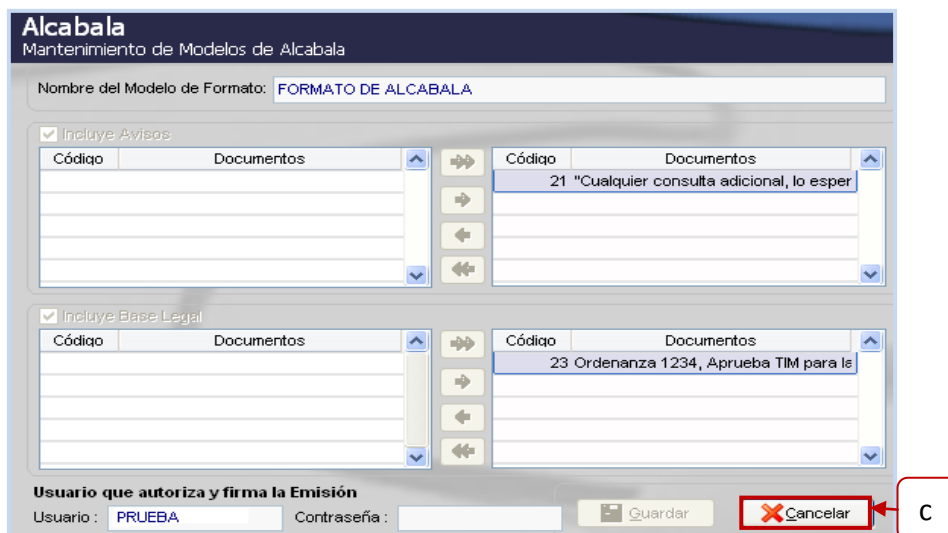 Alcabala
Mantenimiento de Modelos de Alcabala
Nombre del Modelo de Formato: FORMATO DE ALCABALA
Incluye Avisos
Código Documentos Código Documentos
21 "Cualquier consulta adicional, lo esper
Incluye Base Legal
Código Documentos Código Documentos
23 Ordenanza 1234, Aprueba TIM para la
Usuario que autoriza y firma la Emisión
Usuario : PRUEBA Contraseña : Guardar Cancelar c